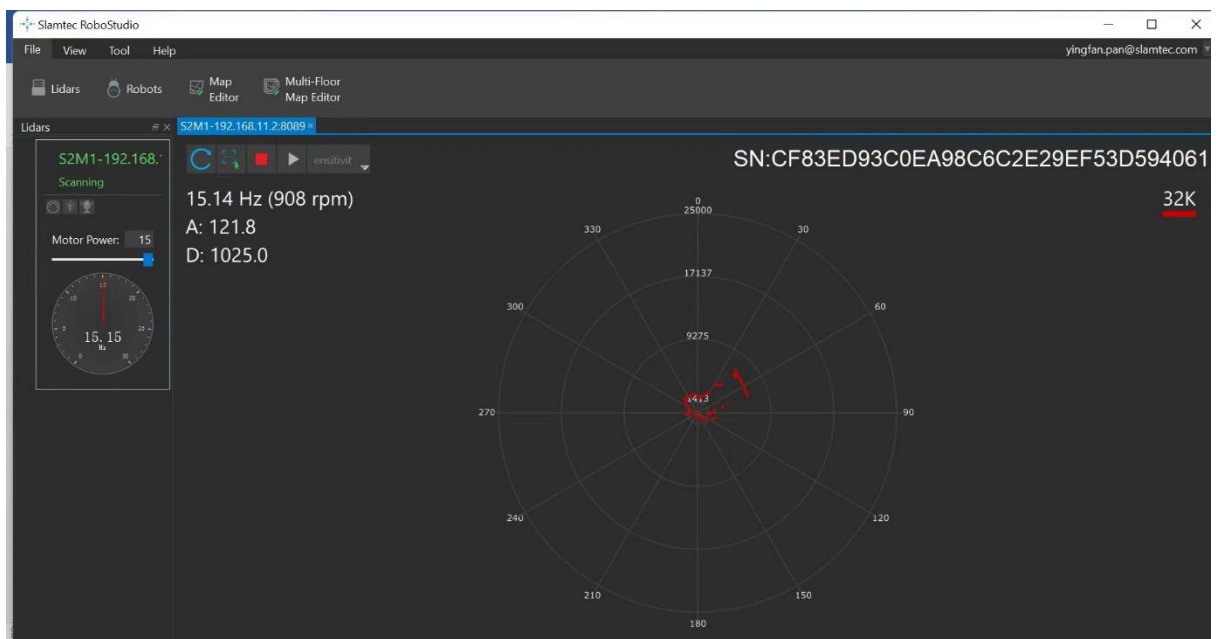 Slamtec RoboStudio
File View Tool Help
yingfan.pan@slamtec.com
Lidars Robots Map Editor Multi-Floor Map Editor
Lidars
S2M1-192.168.11.2:8089
S2M1-192.168.
Scanning
ensitivit
SN:CF83ED93C0EA98C6C2E29EF53D594061
15.14 Hz (908 rpm)
32K
A: 121.8
D: 1025.0
Motor Power: 15
15.15
Hz
0
25000
330
30
17137
300
60
9275
1413
270
90
240
120
210
150
180